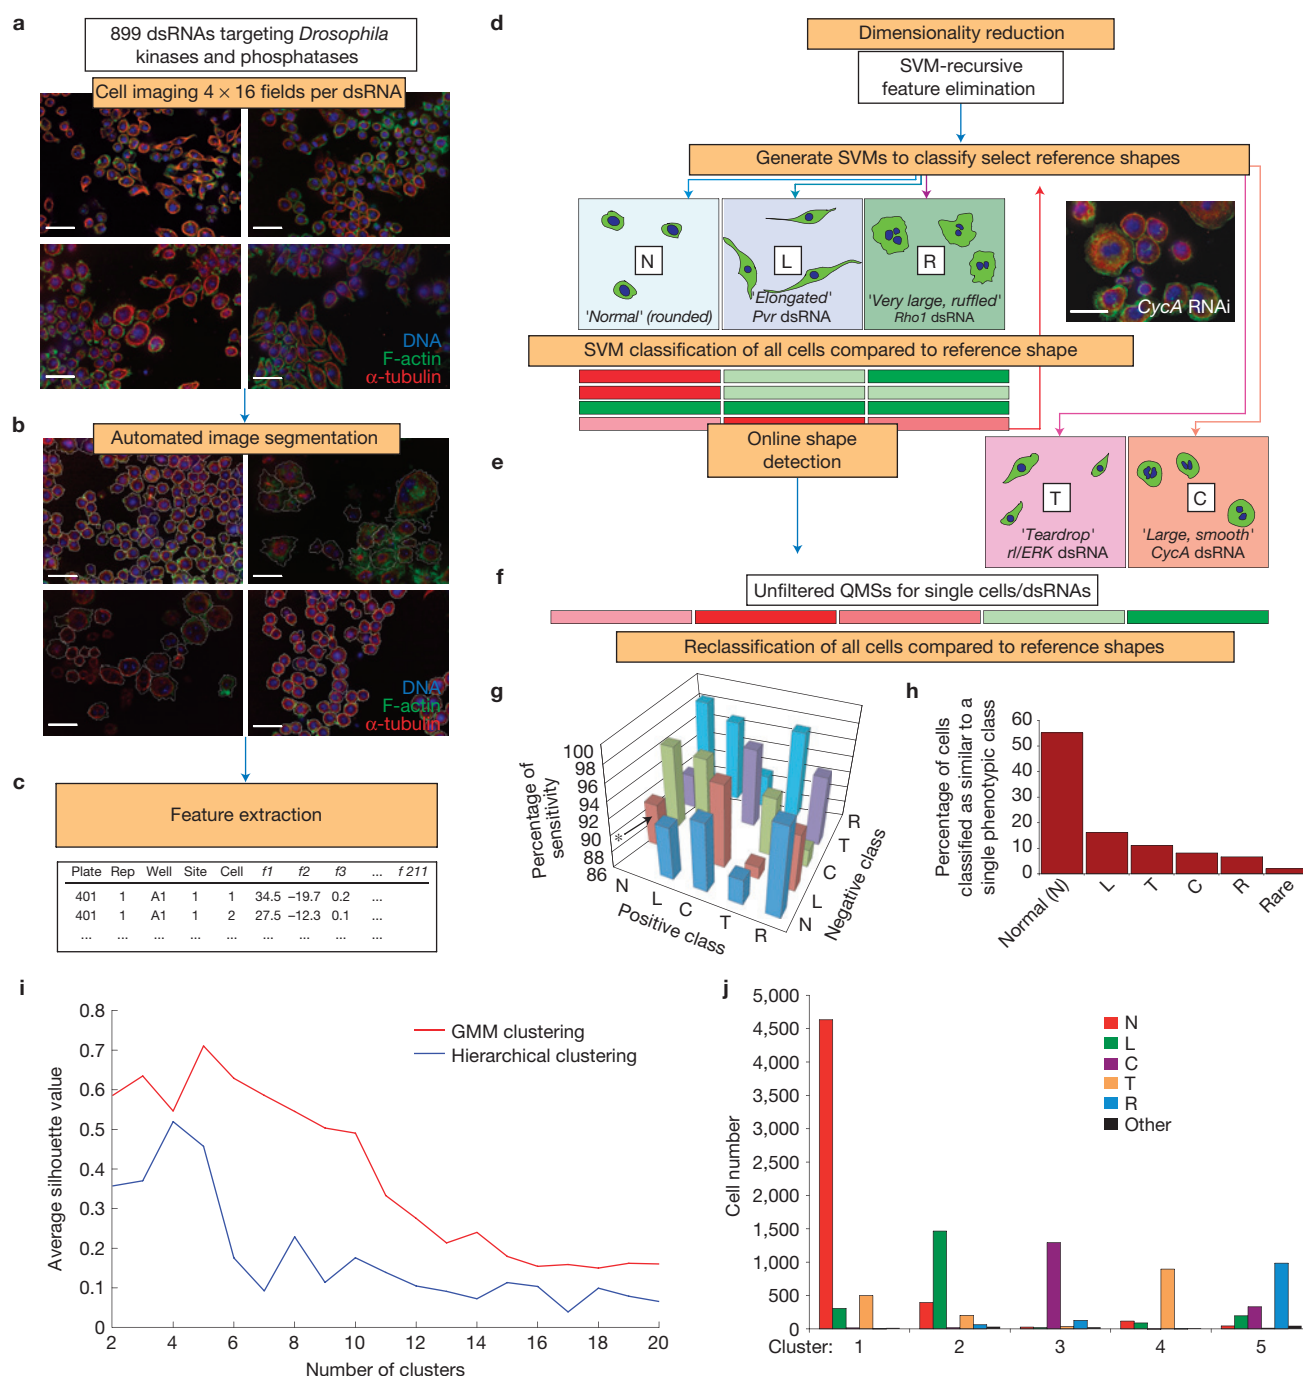 a
899 dsRNAs targeting Drosophila
kinases and phosphatases
Cell imaging 4 × 16 fields per dsRNA
DNA
F-actin
α-tubulin
b
Automated image segmentation
DNA
F-actin
α-tubulin
c
Feature extraction
Plate Rep Well Site Cell f1 f2 f3 ... f 211
401 1 A1 1 1 34.5 −19.7 0.2 ...
401 1 A1 1 2 27.5 −12.3 0.1 ...
... ... ... ... ... ... ... ... ...
d
Dimensionality reduction
SVM-recursive
feature elimination
Generate SVMs to classify select reference shapes
N
'Normal' (rounded)
L
'Elongated'
Pvr dsRNA
R
'Very large, ruffled'
Rho1 dsRNA
CycA RNAi
SVM classification of all cells compared to reference shape
Online shape
detection
e
T
'Teardrop'
rl/ERK dsRNA
C
'Large, smooth'
CycA dsRNA
f
Unfiltered QMSs for single cells/dsRNAs
Reclassification of all cells compared to reference shapes
g
Percentage of
sensitivity
100
98
96
94
92
90
88
86
*
N
L
C
T
R
Positive class
N
L
C
T
R
Negative class
h
Percentage of cells
classified as similar to a
single phenotypic class
60
50
40
30
20
10
0
Normal (N)
L
T
C
R
Rare
i
Average silhouette value
0.8
0.7
0.6
0.5
0.4
0.3
0.2
0.1
0
GMM clustering
Hierarchical clustering
2 4 6 8 10 12 14 16 18 20
Number of clusters
j
Cell number
5,000
4,500
4,000
3,500
3,000
2,500
2,000
1,500
1,000
500
0
N
L
C
T
R
Other
Cluster: 1 2 3 4 5